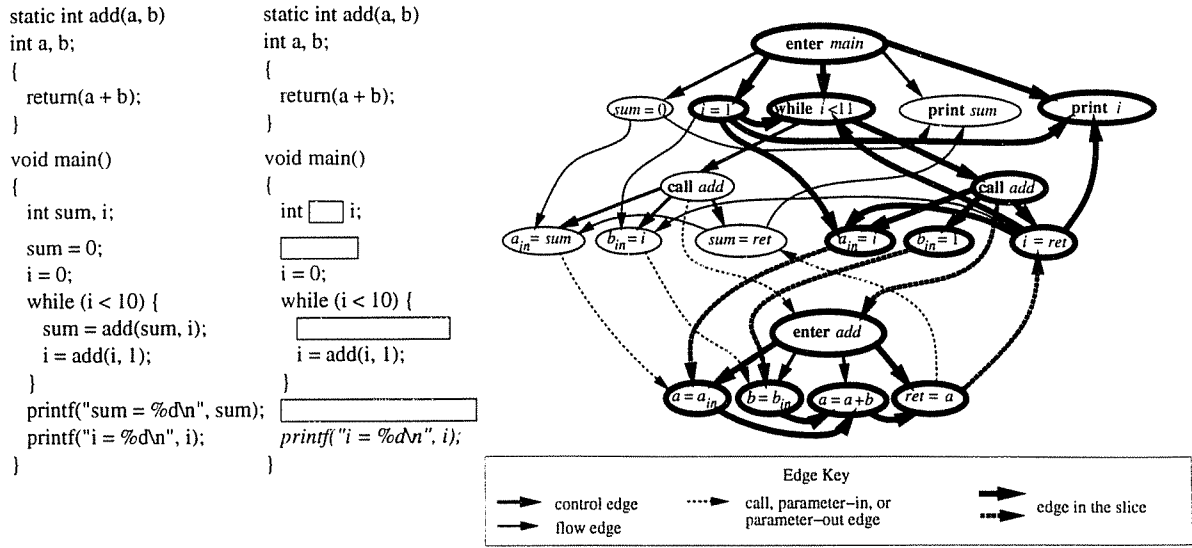 static int add(a, b)
int a, b;
{
return(a + b);
}
void main()
{
int sum, i;
sum = 0;
i = 0;
while (i < 10) {
sum = add(sum, i);
i = add(i, 1);
}
printf("sum = %d\n", sum);
printf("i = %d\n", i);
}
static int add(a, b)
int a, b;
{
return(a + b);
}
void main()
{
int i;
i = 0;
while (i < 10) {
i = add(i, 1);
}
printf("i = %d\n", i);
}
enter main
sum = 0
i = 1
while i <11
print sum
print i
call add
call add
a_in = sum
b_in = i
sum = ret
a_in = i
b_in = 1
i = ret
enter add
a = a_in
b = b_in
a = a+b
ret = a
Edge Key
control edge
flow edge
call, parameter-in, or
parameter-out edge
edge in the slice